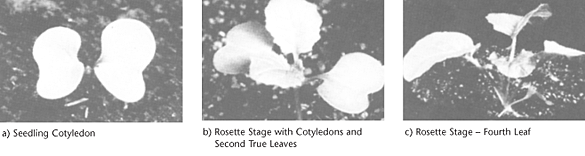 a) Seedling Cotyledon
b) Rosette Stage with Cotyledons and
Second True Leaves
c) Rosette Stage – Fourth Leaf